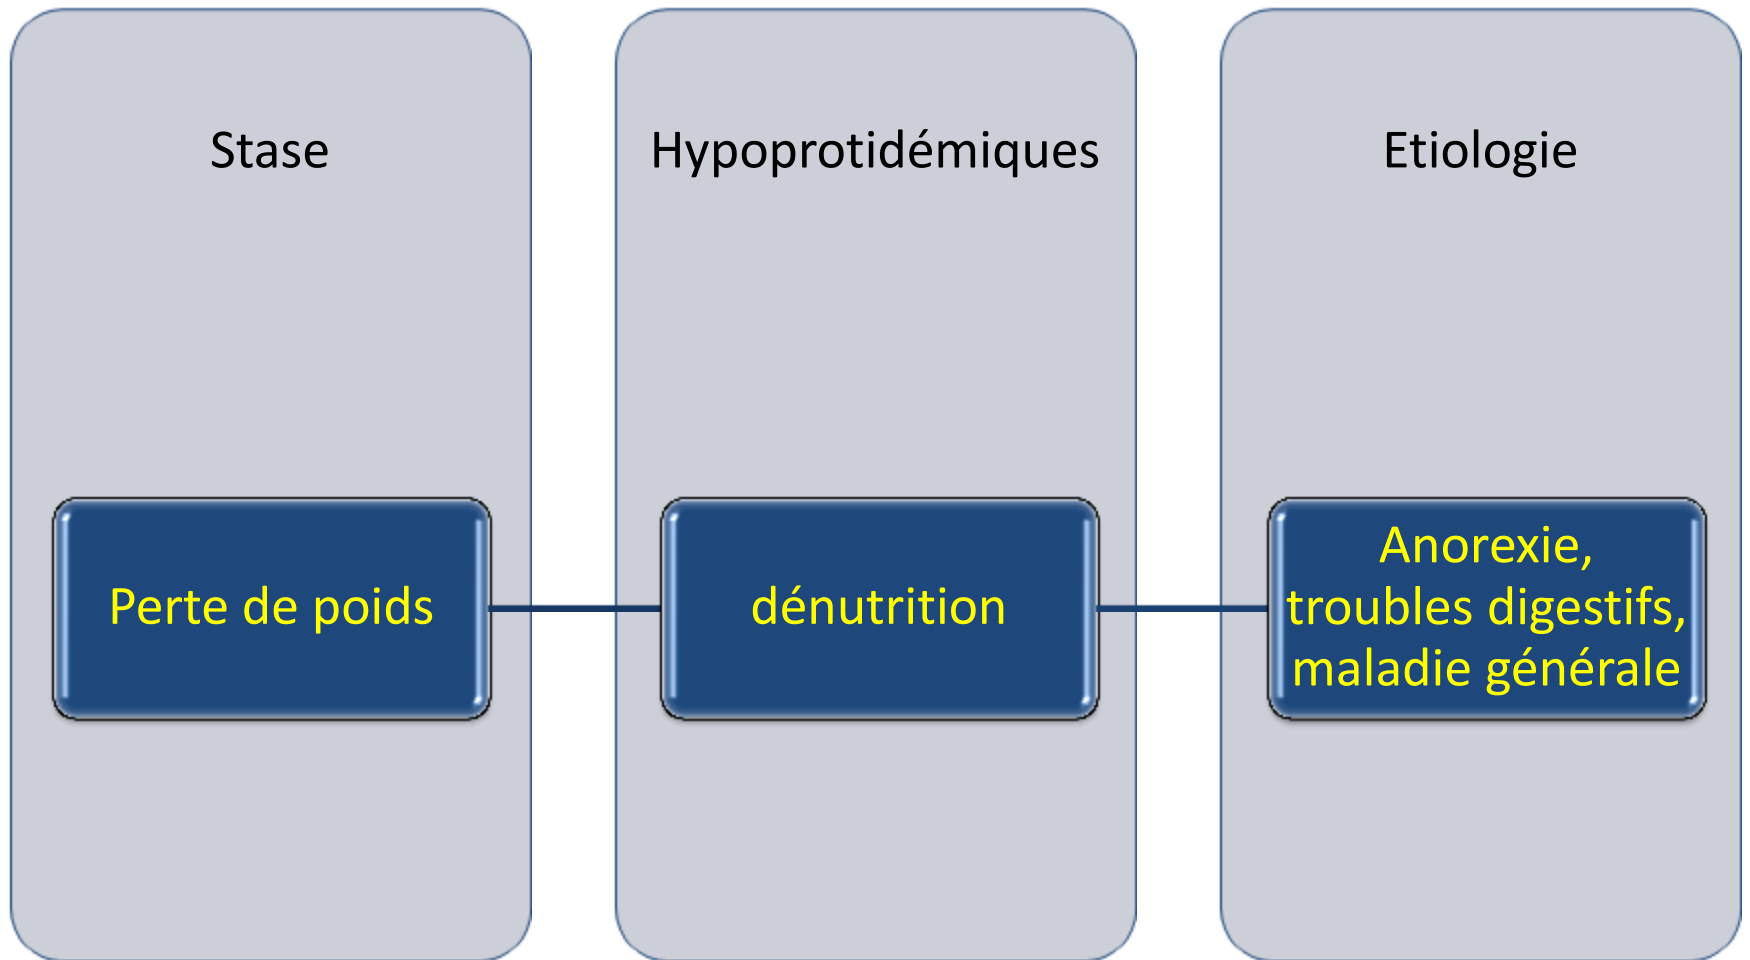 Stase
Hypoprotidémiques
Etiologie
Perte de poids
dénutrition
Anorexie,
troubles digestifs,
maladie générale